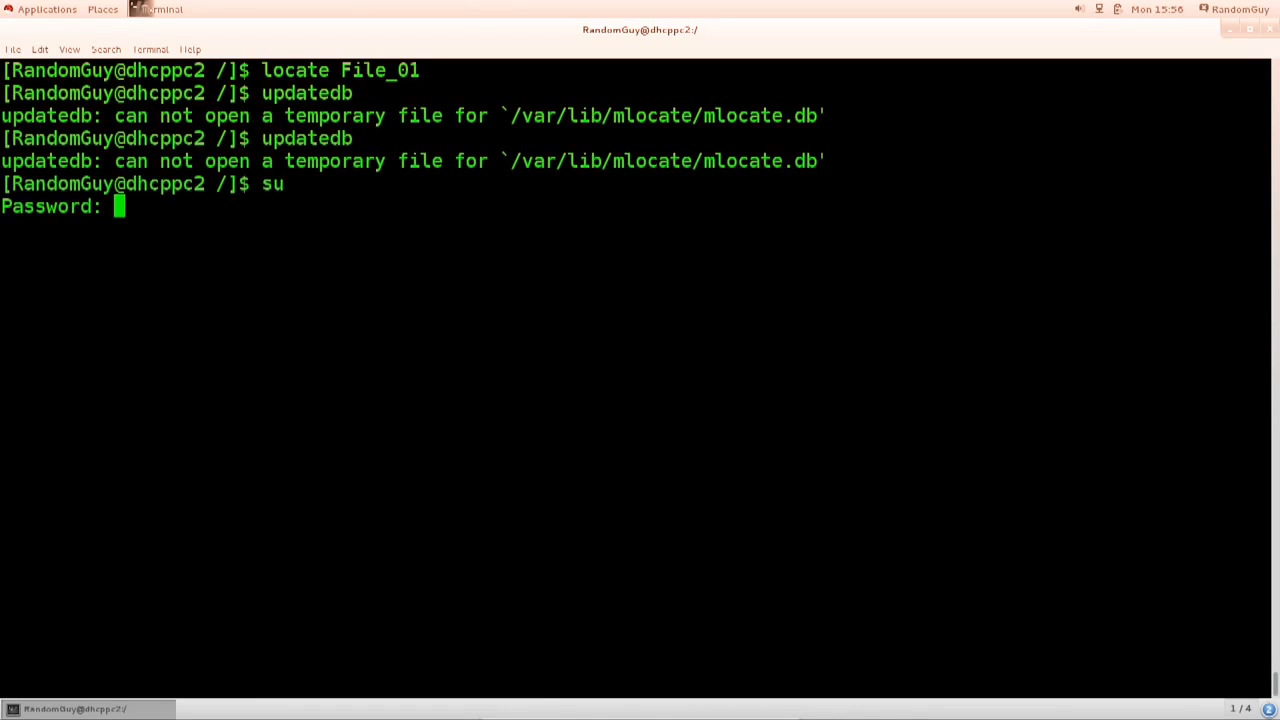 Applications Places Terminal Mon 15:56 RandomGuy
RandomGuy@dhcppc2:/
File Edit View Search Terminal Help
[RandomGuy@dhcppc2 /]$ locate File_01
[RandomGuy@dhcppc2 /]$ updatedb
updatedb: can not open a temporary file for `/var/lib/mlocate/mlocate.db'
[RandomGuy@dhcppc2 /]$ updatedb
updatedb: can not open a temporary file for `/var/lib/mlocate/mlocate.db'
[RandomGuy@dhcppc2 /]$ su
Password:
RandomGuy@dhcppc2:/ 1 / 4 2